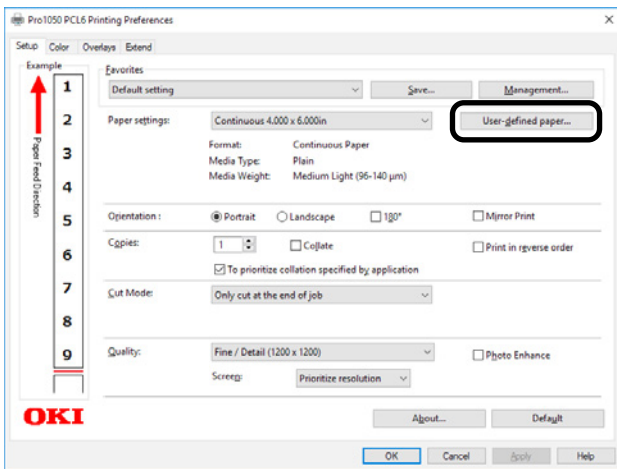 Pro1050 PCL6 Printing Preferences
Setup Color Overlays Extend
Example
Paper Feed Direction
1
2
3
4
5
6
7
8
9
OKI
Favorites
Default setting Save... Management...
Paper settings: Continuous 4.000 x 6.000in User-defined paper...
Format: Continuous Paper
Media Type: Plain
Media Weight: Medium Light (96-140 µm)
Orientation : Portrait Landscape 180° Mirror Print
Copies: 1 Collate Print in reverse order
To prioritize collation specified by application
Cut Mode: Only cut at the end of job
Quality: Fine / Detail (1200 x 1200) Photo Enhance
Screen: Prioritize resolution
About... Default
OK Cancel Apply Help